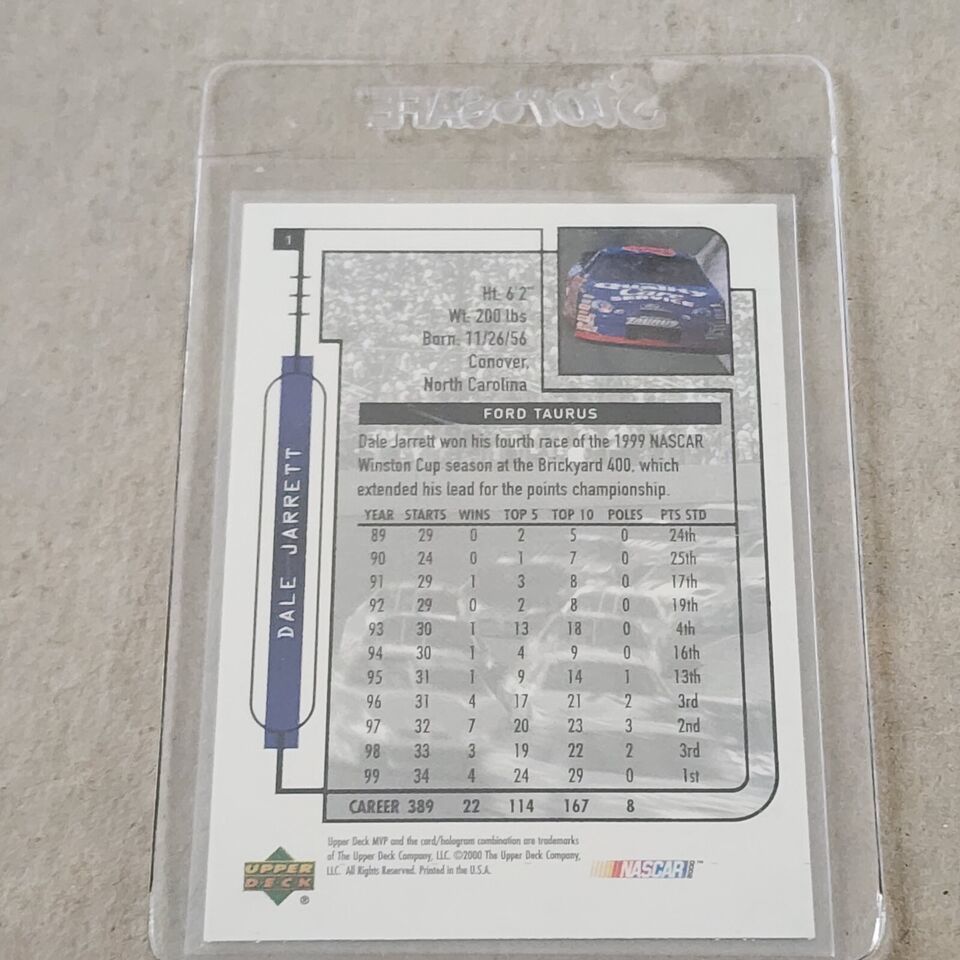 STOR SAFE
1
Ht: 6'2"
Wt: 200 lbs
Born: 11/26/56
Conover,
North Carolina
Quality
Care
SERVICE
TAURUS
FORD TAURUS
Dale Jarrett won his fourth race of the 1999 NASCAR
Winston Cup season at the Brickyard 400, which
extended his lead for the points championship.
YEAR STARTS WINS TOP 5 TOP 10 POLES PTS STD
89 29 0 2 5 0 24th
90 24 0 1 7 0 25th
91 29 1 3 8 0 17th
92 29 0 2 8 0 19th
93 30 1 13 18 0 4th
94 30 1 4 9 0 16th
95 31 1 9 14 1 13th
96 31 4 17 21 2 3rd
97 32 7 20 23 3 2nd
98 33 3 19 22 2 3rd
99 34 4 24 29 0 1st
CAREER 389 22 114 167 8
DALE JARRETT
Upper Deck MVP and the card/hologram combination are trademarks
of The Upper Deck Company, LLC. ©2000 The Upper Deck Company,
LLC. All Rights Reserved. Printed in the U.S.A.
UPPER
DECK
®
NASCAR
™